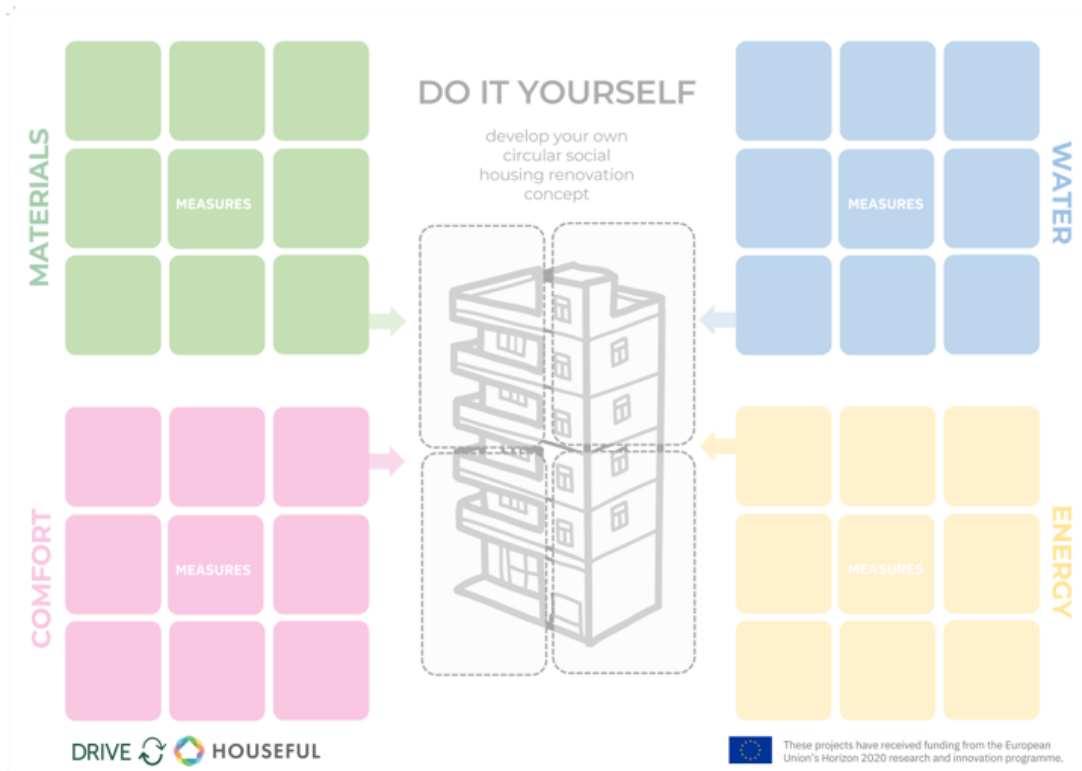 DO IT YOURSELF
develop your own
circular social
housing renovation
concept
MATERIALS
MEASURES
WATER
MEASURES
COMFORT
MEASURES
ENERGY
MEASURES
DRIVE HOUSEFUL
These projects have received funding from the European
Union's Horizon 2020 research and innovation programme.